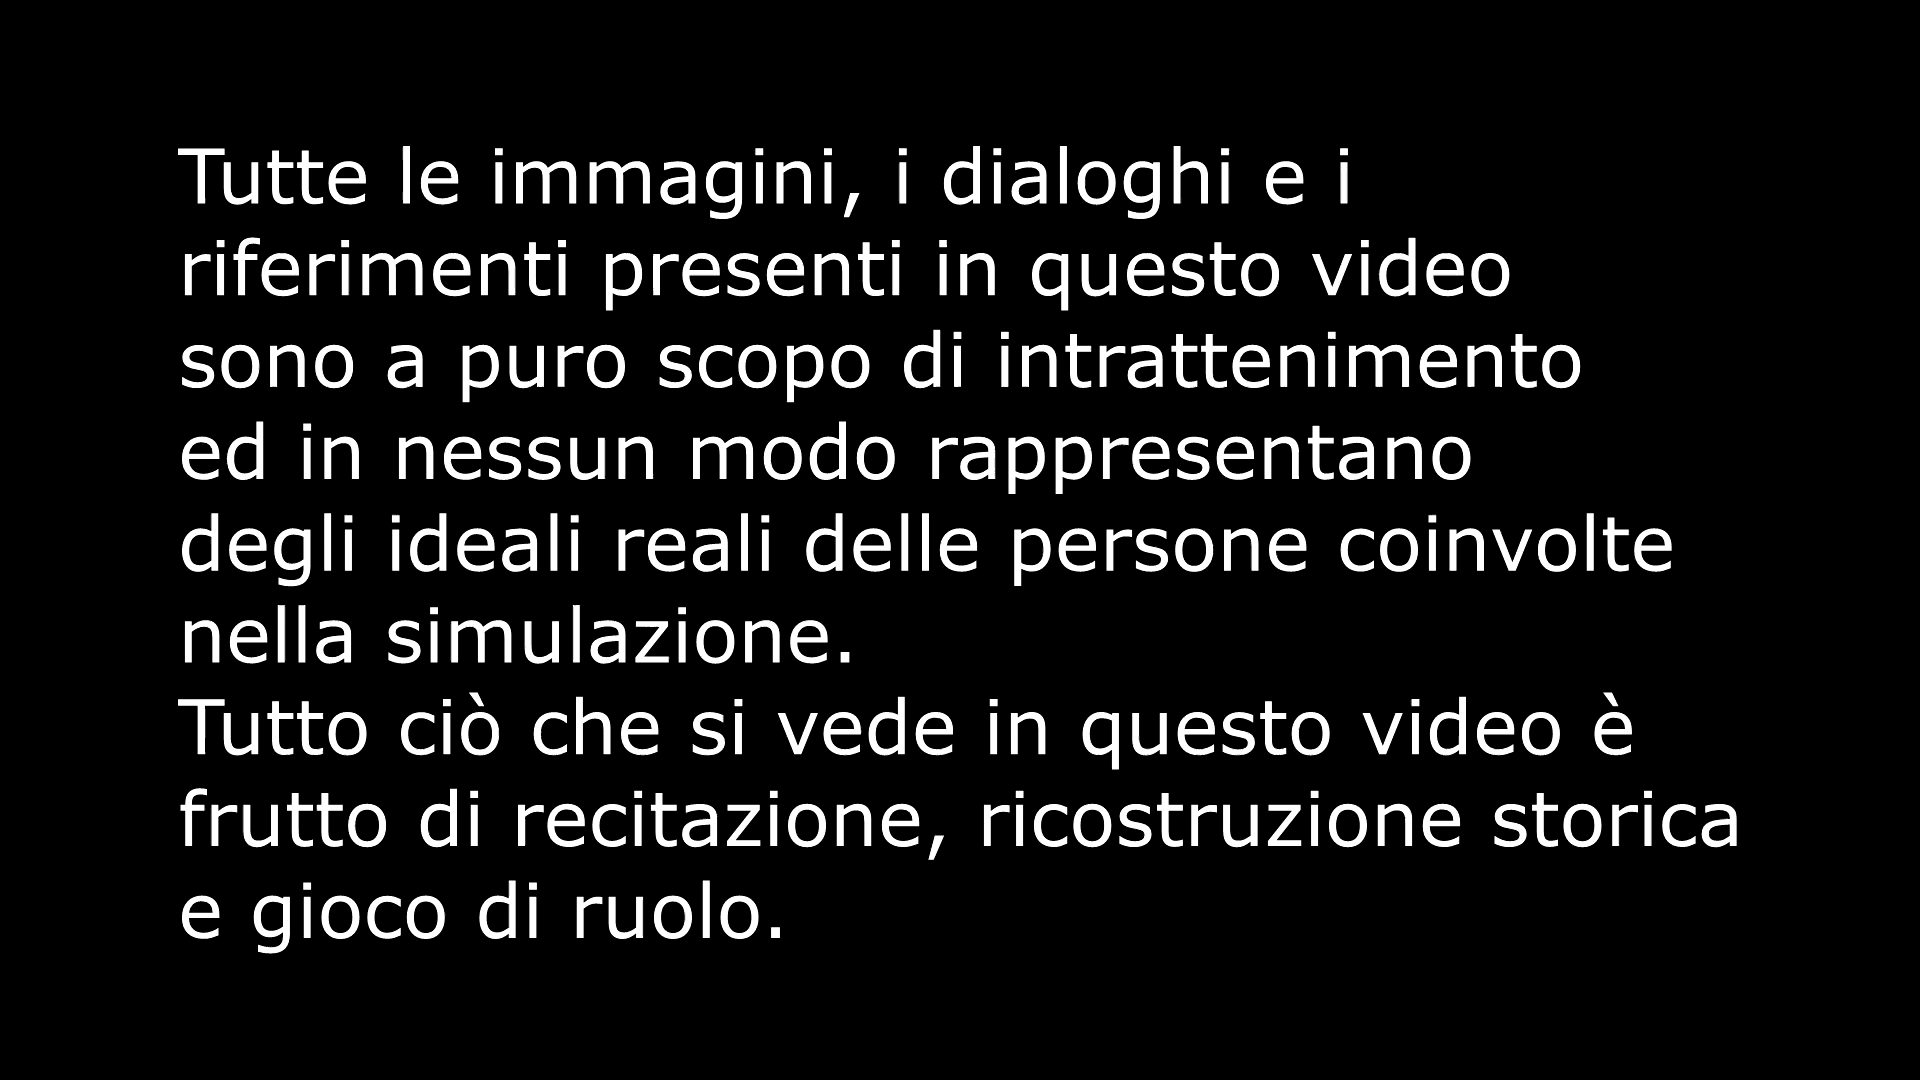 Tutte le immagini, i dialoghi e i
riferimenti presenti in questo video
sono a puro scopo di intrattenimento
ed in nessun modo rappresentano
degli ideali reali delle persone coinvolte
nella simulazione.
Tutto ciò che si vede in questo video è
frutto di recitazione, ricostruzione storica
e gioco di ruolo.